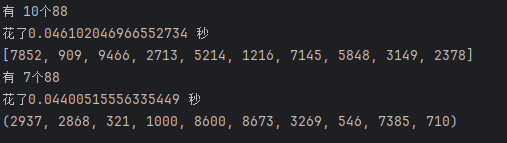 有 10个88
花了0.046102046966552734 秒
[7852, 909, 9466, 2713, 5214, 1216, 7145, 5848, 3149, 2378]
有 7个88
花了0.04400515556335449 秒
(2937, 2868, 321, 1000, 8600, 8673, 3269, 546, 7385, 710)